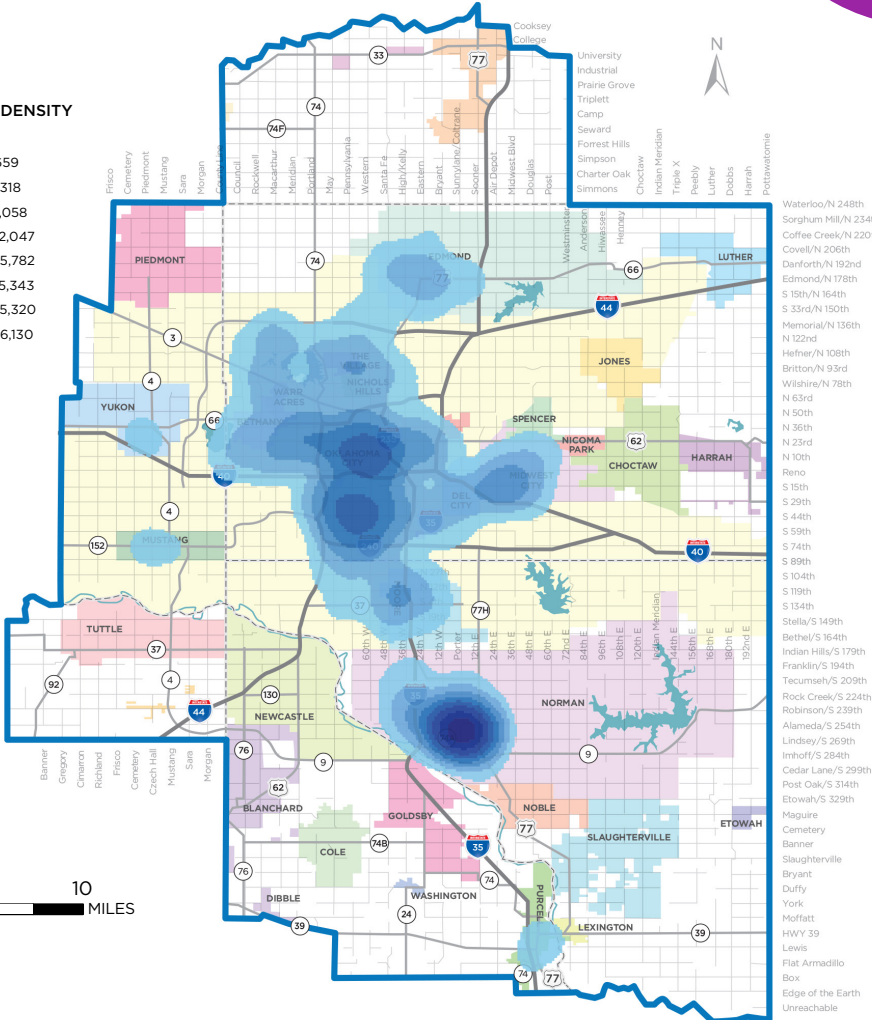 DENSITY
659
318
,058
2,047
5,782
5,343
5,320
6,130
N
Cooksey
College
University
Industrial
Prairie Grove
Triplett
Camp
Seward
Forrest Hills
Simpson
Charter Oak
Simmons
Frisco
Cemetery
Piedmont
Mustang
Sara
Morgan
County Line
Council
Rockwell
Macarthur
Meridian
Portland
May
Pennsylvania
Western
Santa Fe
High/Kelly
Eastern
Bryant
Sunnylane/Coltrane
Sooner
Air Depot
Midwest Blvd
Douglas
Post
Westminster
Anderson
Hiwassee
Henney
Choctaw
Indian Meridian
Triple X
Peebly
Luther
Dobbs
Harrah
Pottawatomie
Waterloo/N 248th
Sorghum Mill/N 234th
Coffee Creek/N 220
Covell/N 206th
Danforth/N 192nd
Edmond/N 178th
S 15th/N 164th
S 33rd/N 150th
Memorial/N 136th
N 122nd
Hefner/N 108th
Britton/N 93rd
Wilshire/N 78th
N 63rd
N 50th
N 36th
N 23rd
N 10th
Reno
S 15th
S 29th
S 44th
S 59th
S 74th
S 89th
S 104th
S 119th
S 134th
Stella/S 149th
Bethel/S 164th
Indian Hills/S 179th
Franklin/S 194th
Tecumseh/S 209th
Rock Creek/S 224th
Robinson/S 239th
Alameda/S 254th
Lindsey/S 269th
Imhoff/S 284th
Cedar Lane/S 299th
Post Oak/S 314th
Etowah/S 329th
Maguire
Cemetery
Banner
Slaughterville
Bryant
Duffy
York
Moffatt
HWY 39
Lewis
Flat Armadillo
Box
Edge of the Earth
Unreachable
33
77
74
74F
PIEDMONT
74
EDMOND
77
66
LUTHER
44
3
4
JONES
THE
VILLAGE
NICHOLS
HILLS
WARR
ACRES
BETHANY
YUKON
66
SPENCER
NICOMA
PARK
62
CHOCTAW
HARRAH
OKLAHOMA
CITY
40
MIDWEST
CITY
DEL
CITY
35
4
152
MUSTANG
40
37
77H
TUTTLE
37
92
4
44
130
NEWCASTLE
60th W
48th
36th
24th
12th W
Porter
12th E
24th E
36th E
48th E
60th E
72nd E
84th E
96th E
108th E
120th E
Indian Meridian
144th E
156th E
168th E
180th E
192nd E
35
NORMAN
9
9
Banner
Gregory
Cimarron
Richland
Frisco
Cemetery
Czech Hall
Mustang
Sara
Morgan
76
62
BLANCHARD
GOLDSBY
NOBLE
77
SLAUGHTERVILLE
ETOWAH
COLE
74B
35
76
74
DIBBLE
WASHINGTON
PURCELL
24
39
LEXINGTON
39
74
77
10
MILES